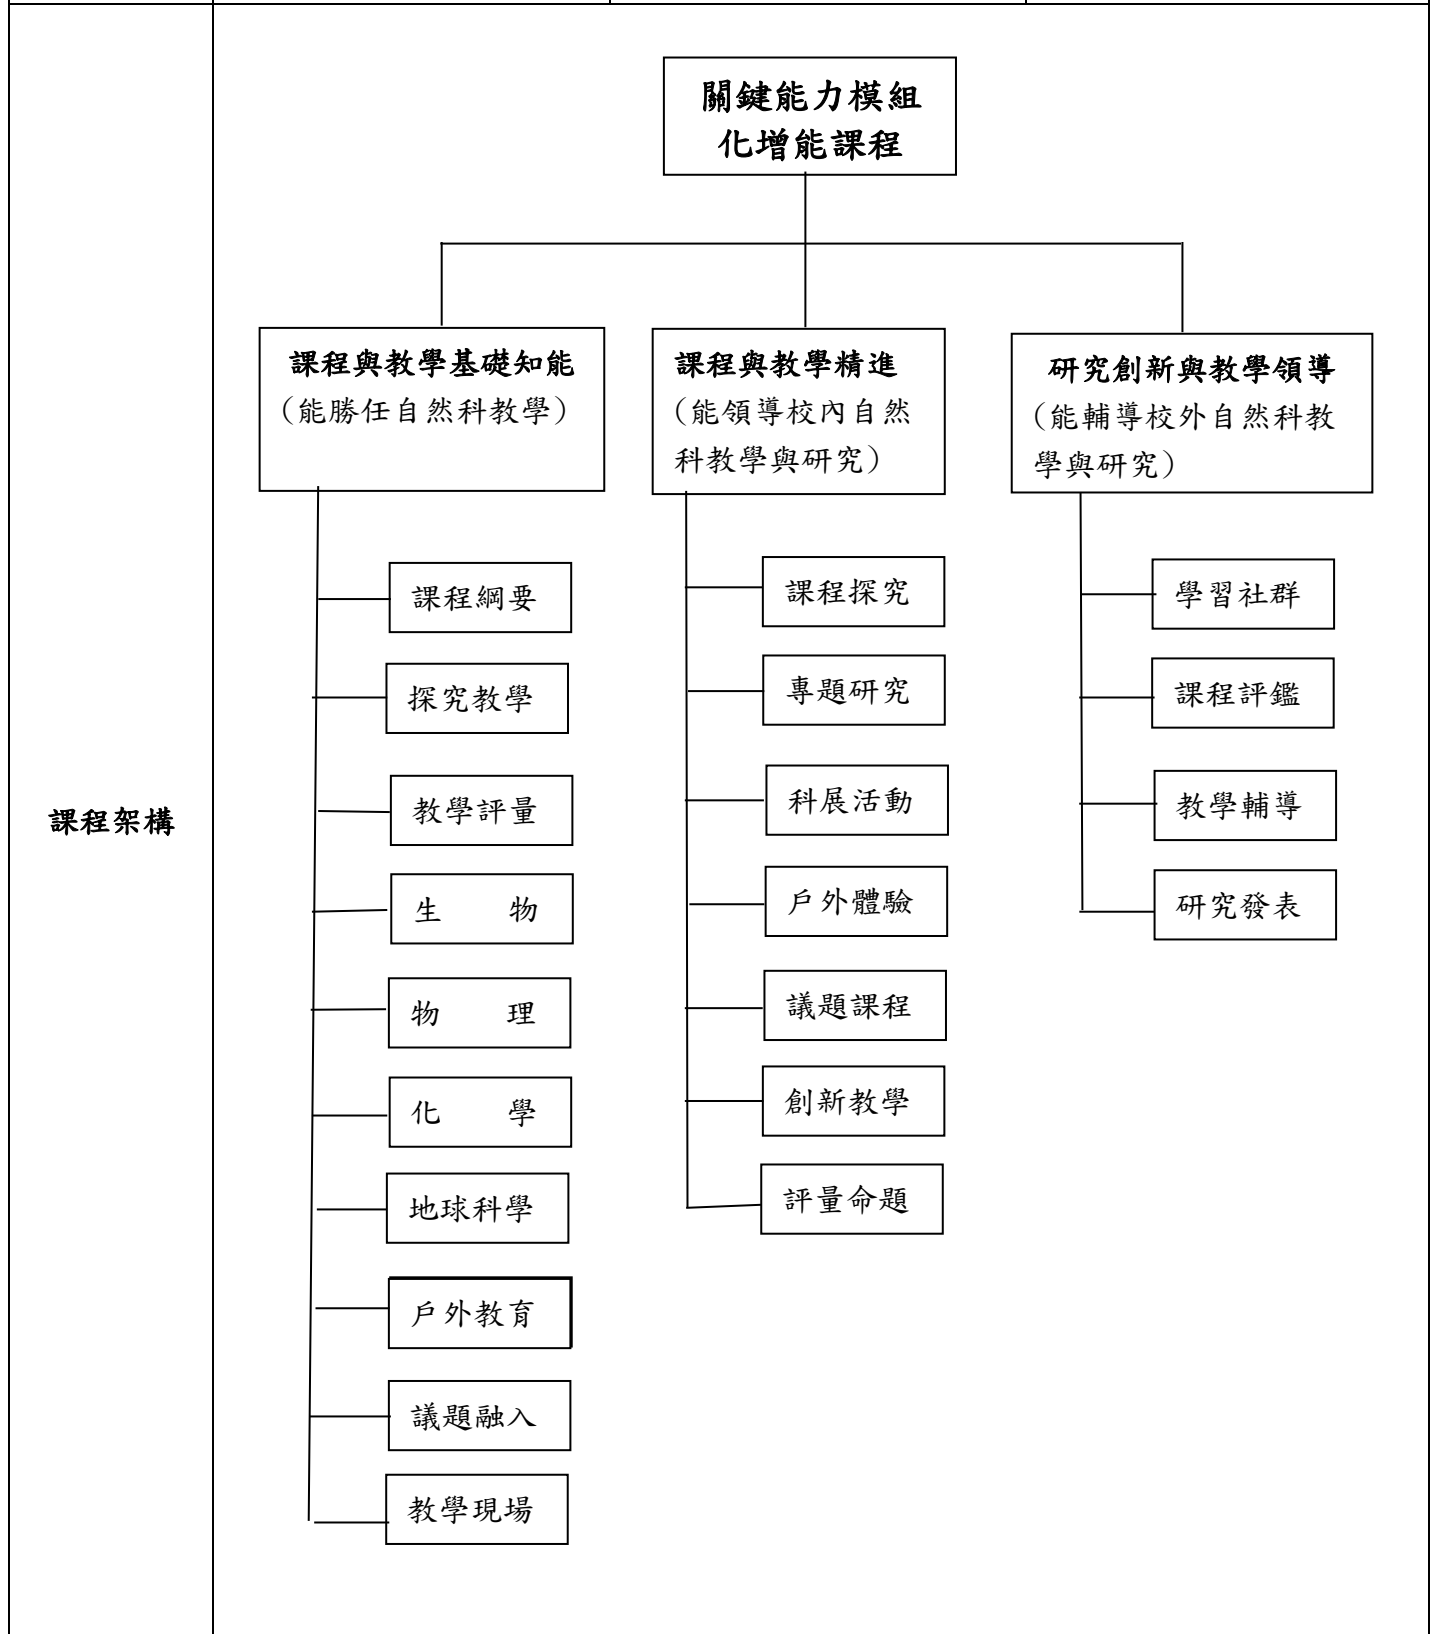 課程架構
關鍵能力模組
化增能課程
課程與教學基礎知能
（能勝任自然科教學）
課程綱要
探究教學
教學評量
生　　物
物　　理
化　　學
地球科學
戶外教育
議題融入
教學現場
課程與教學精進
（能領導校內自然
科教學與研究）
課程探究
專題研究
科展活動
戶外體驗
議題課程
創新教學
評量命題
研究創新與教學領導
（能輔導校外自然科教
學與研究）
學習社群
課程評鑑
教學輔導
研究發表